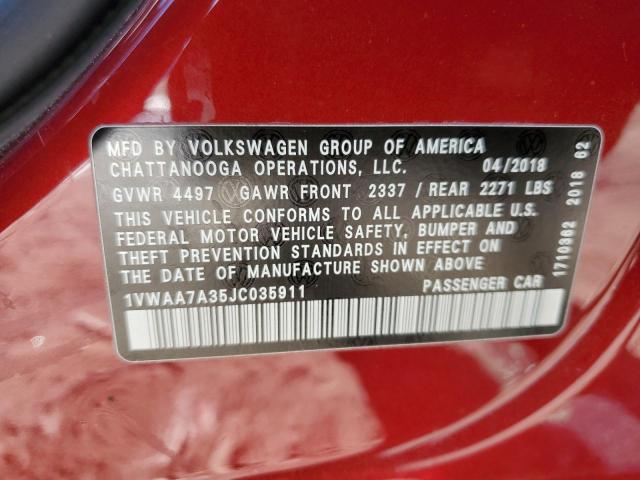 MFD BY VOLKSWAGEN GROUP OF AMERICA
CHATTANOOGA OPERATIONS, LLC. 04/2018
GVWR 4497 GAWR FRONT 2337 / REAR 2271 LBS
THIS VEHICLE CONFORMS TO ALL APPLICABLE U.S.
FEDERAL MOTOR VEHICLE SAFETY, BUMPER AND
THEFT PREVENTION STANDARDS IN EFFECT ON
THE DATE OF MANUFACTURE SHOWN ABOVE
1VWAA7A35JC035911 PASSENGER CAR
1710362 2018 62